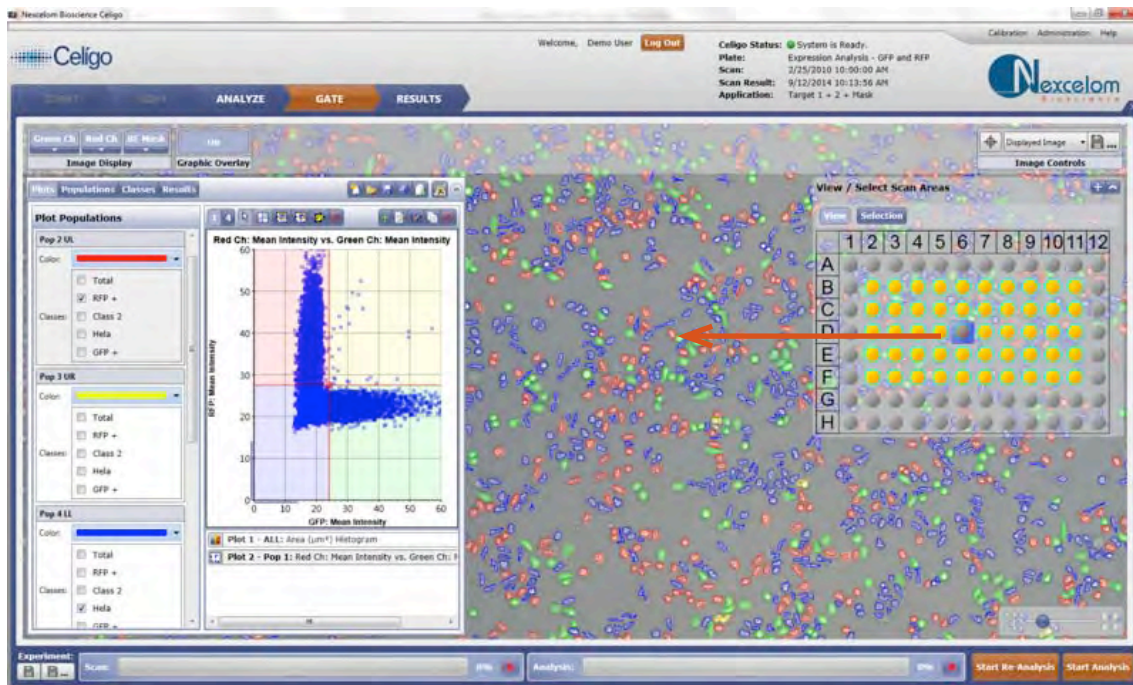 Nexcelom Bioscience Celigo
Celígo
Welcome, Demo User Log Out
Celigo Status: System is Ready.
Plate: Expression Analysis - GFP and RFP
Scan: 2/25/2010 10:00:00 AM
Scan Result: 9/12/2014 10:13:56 AM
Application: Target 1 + 2 + Mask
Calibration Administration Help
Nexcelom
BIOSCIENCE
START SCAN ANALYZE GATE RESULTS
Green Ch Red Ch BF Mask
Image Display Graphic Overlay
Displayed Image
Image Controls
Plots Populations Classes Results
Plot Populations
Pop 2 UL
Color:
Total
RFP +
Classes: Class 2
Hela
GFP +
Pop 3 UR
Color:
Total
RFP +
Classes: Class 2
Hela
GFP +
Pop 4 LL
Color:
Total
RFP +
Classes: Class 2
Hela
GFP +
Red Ch: Mean Intensity vs. Green Ch: Mean Intensity
60
50
40
30
20
10
0
RFP: Mean Intensity
0 10 20 30 40 50 60
GFP: Mean Intensity
Plot 1 - ALL: Area (µm²) Histogram
Plot 2 - Pop 1: Red Ch: Mean Intensity vs. Green Ch: M
View / Select Scan Areas
View Selection
1 2 3 4 5 6 7 8 9 10 11 12
A
B
C
D
E
F
G
H
Experiment:
Scan: 0% Analysis: 0% Start Re-Analysis Start Analysis